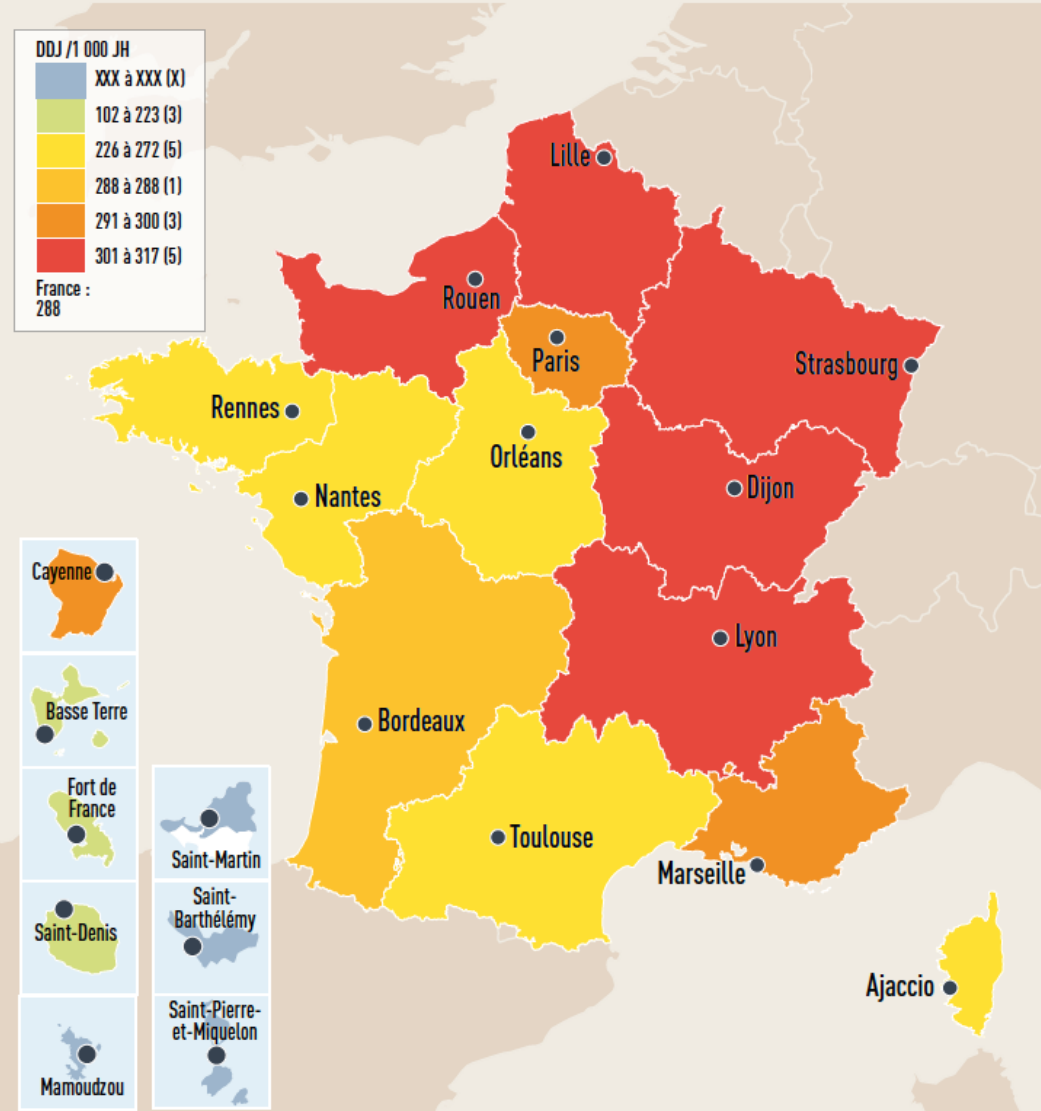 DDJ /1 000 JH
XXX à XXX (X)
102 à 223 (3)
226 à 272 (5)
288 à 288 (1)
291 à 300 (3)
301 à 317 (5)
France :
288
Lille
Rouen
Paris
Strasbourg
Rennes
Orléans
Nantes
Dijon
Cayenne
Lyon
Basse Terre
Bordeaux
Fort de
France
Toulouse
Saint-Martin
Marseille
Saint-
Barthélémy
Saint-Denis
Ajaccio
Saint-Pierre-
et-Miquelon
Mamoudzou